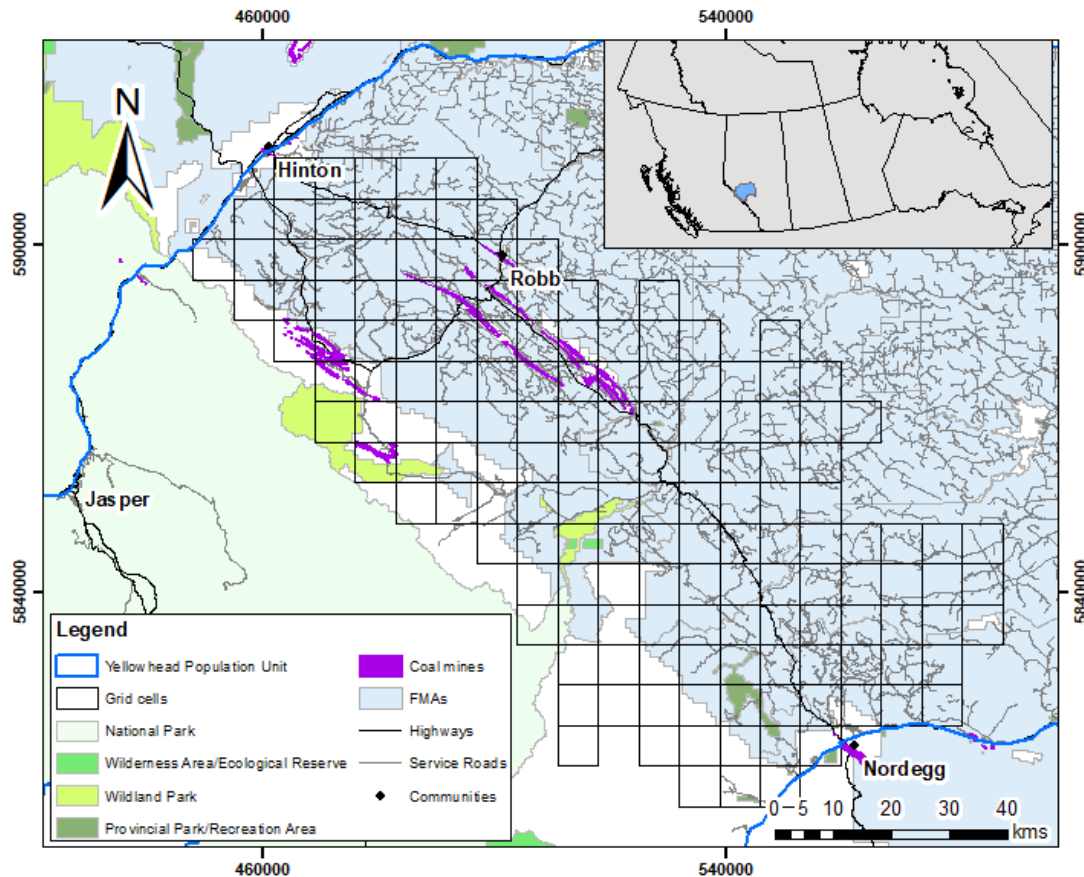 460000 540000
N
Hinton
5900000 5900000
Robb
Jasper
5840000 5840000
Legend
Yellowhead Population Unit
Grid cells
National Park
Wilderness Area/Ecological Reserve
Wildland Park
Provincial Park/Recreation Area
Coal mines
FMAs
Highways
Service Roads
Communities
Nordegg
0 5 10 20 30 40
kms
460000 540000